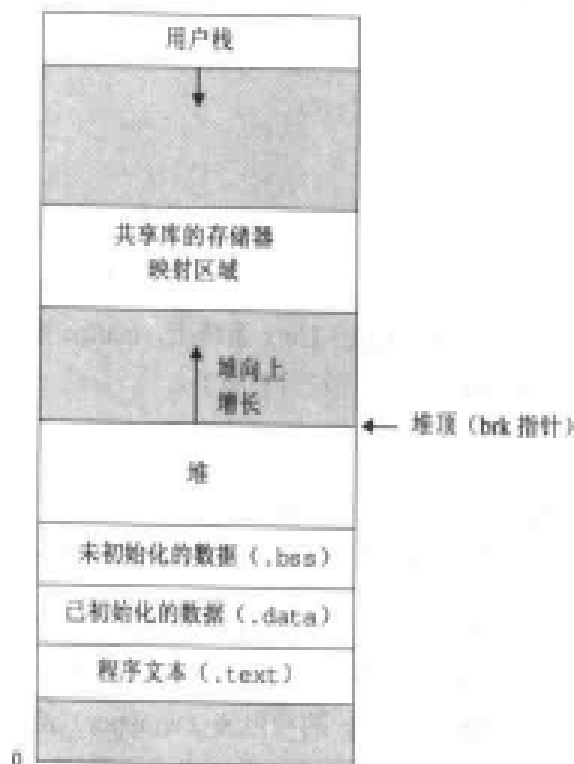 用户栈
共享库的存储器
映射区域
堆向上
增长
堆顶（brk 指针）
堆
未初始化的数据（.bss）
已初始化的数据（.data）
程序文本（.text）
0